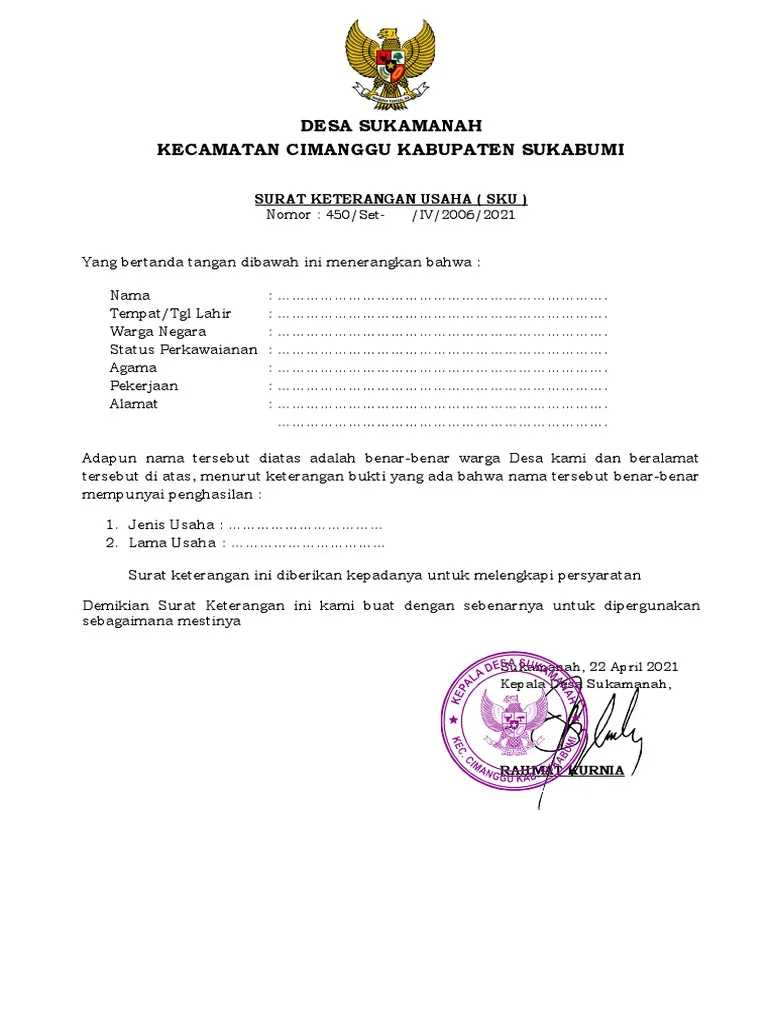 DESA SUKAMANAH
KECAMATAN CIMANGGU KABUPATEN SUKABUMI
SURAT KETERANGAN USAHA ( SKU )
Nomor : 450/Set- /IV/2006/2021
Yang bertanda tangan dibawah ini menerangkan bahwa :
Nama : ……………………………………………………………….
Tempat/Tgl Lahir : ……………………………………………………………….
Warga Negara : ……………………………………………………………….
Status Perkawaianan : ……………………………………………………………….
Agama : ……………………………………………………………….
Pekerjaan : ……………………………………………………………….
Alamat : ……………………………………………………………….
……………………………………………………………….
Adapun nama tersebut diatas adalah benar-benar warga Desa kami dan beralamat
tersebut di atas, menurut keterangan bukti yang ada bahwa nama tersebut benar-benar
mempunyai penghasilan :
1. Jenis Usaha : ……………………………
2. Lama Usaha : ……………………………
Surat keterangan ini diberikan kepadanya untuk melengkapi persyaratan
Demikian Surat Keterangan ini kami buat dengan sebenarnya untuk dipergunakan
sebagaimana mestinya
Sukamanah, 22 April 2021
Kepala Desa Sukamanah,
KEPALA DESA SUKAMANAH
KEC. CIMANGGU KAB. SUKABUMI
RAHMAT KURNIA